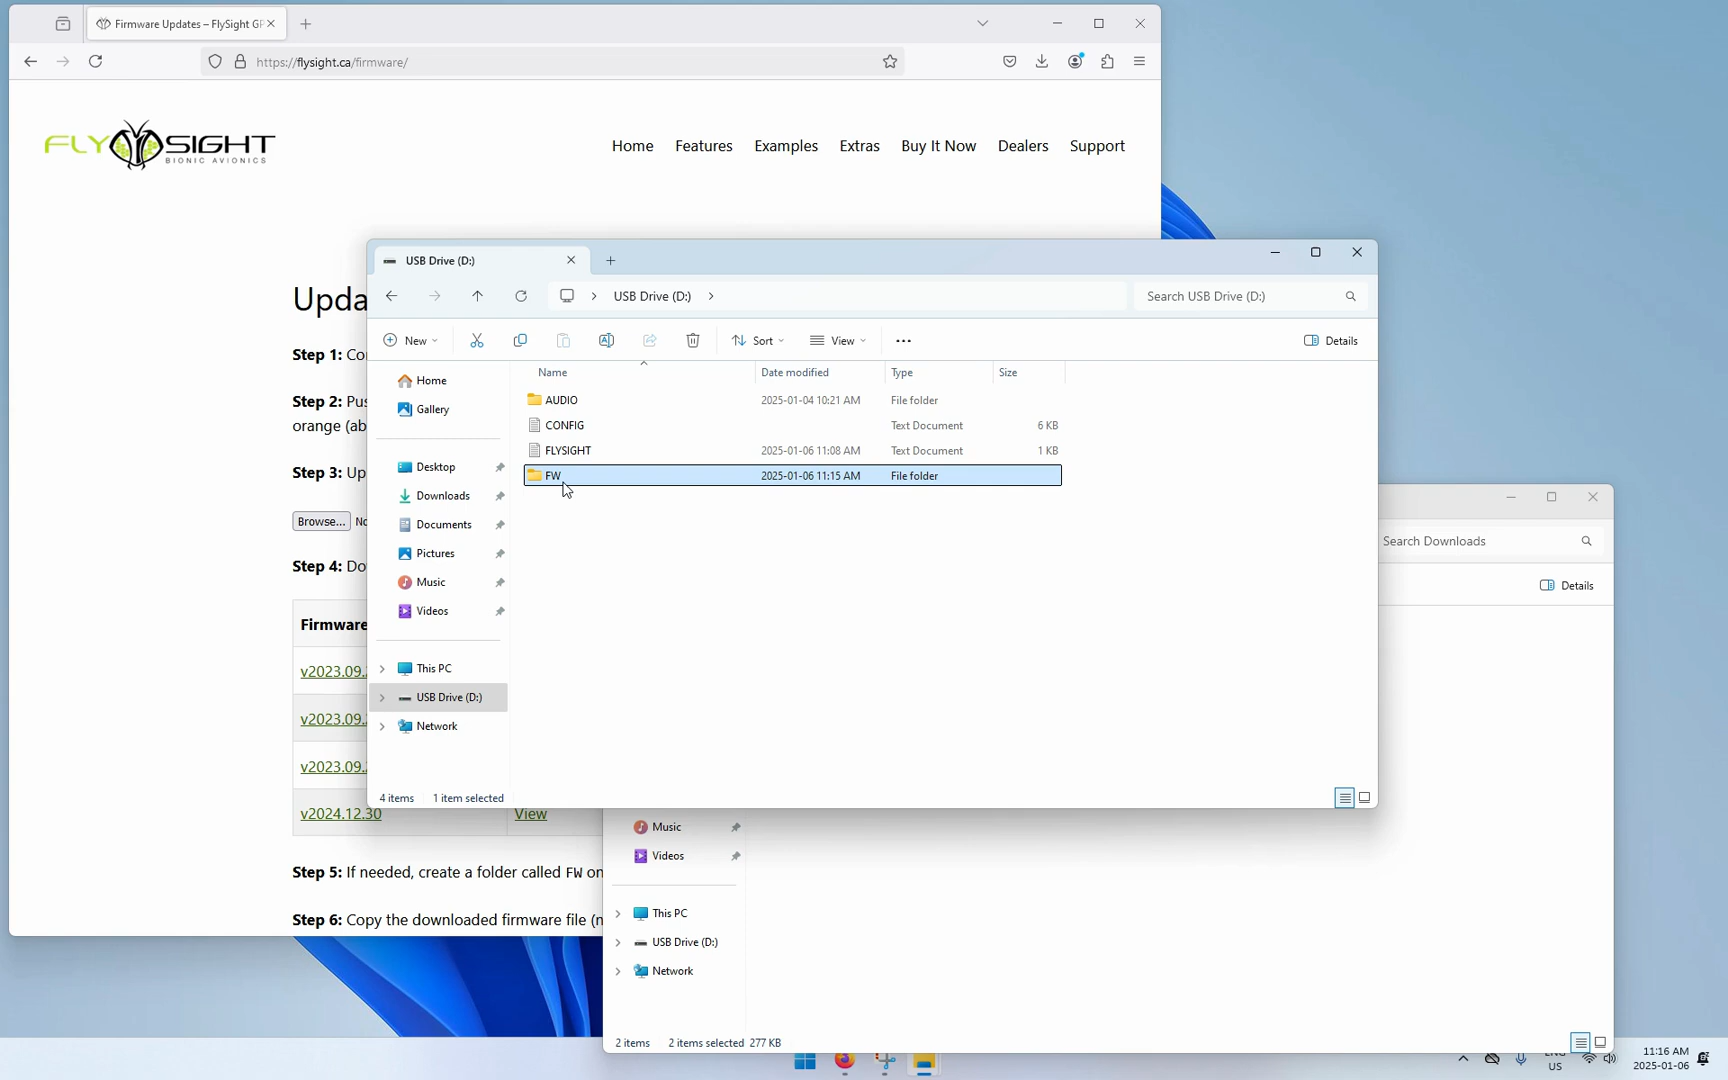 Firmware Updates – FlySight GP
https://flysight.ca/firmware/
FLYSIGHT
BIONIC AVIONICS
Home Features Examples Extras Buy It Now Dealers Support
Step 1:
Step 2:
orange (ab
Step 3:
Browse...
Step 4:
Firmware
v2023.09.
v2023.09.
v2023.09.
v2024.12.30 View
Step 5: If needed, create a folder called FW on
Step 6: Copy the downloaded firmware file (n
USB Drive (D:)
USB Drive (D:)
Search USB Drive (D:)
New
Sort
View
Details
Home
Gallery
Desktop
Downloads
Documents
Pictures
Music
Videos
This PC
USB Drive (D:)
Network
Name Date modified Type Size
AUDIO 2025-01-04 10:21 AM File folder
CONFIG Text Document 6 KB
FLYSIGHT 2025-01-06 11:08 AM Text Document 1 KB
FW 2025-01-06 11:15 AM File folder
4 items 1 item selected
Search Downloads
Details
Music
Videos
This PC
USB Drive (D:)
Network
2 items 2 items selected 277 KB
ENG
US
11:16 AM
2025-01-06